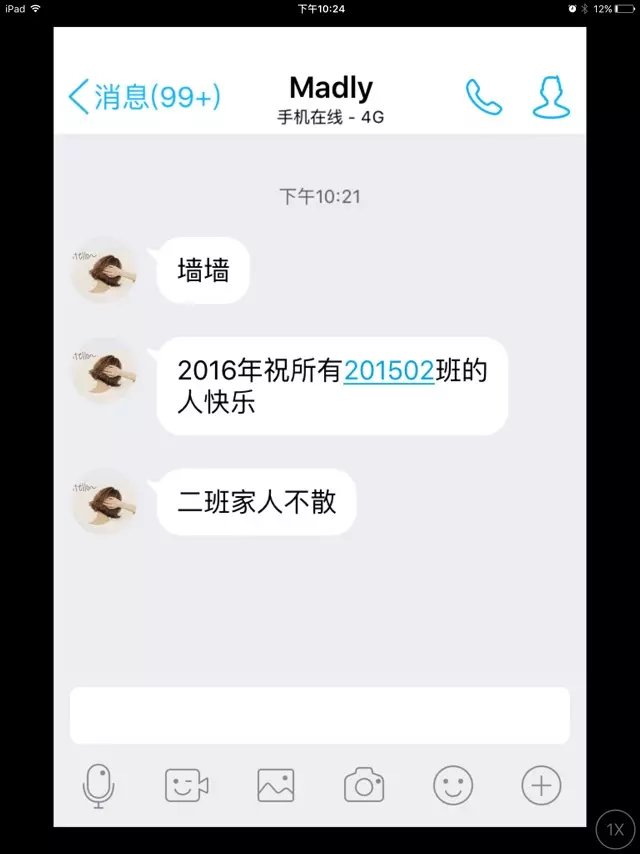 iPad 下午10:24 12%
消息(99+) Madly
手机在线 - 4G
下午10:21
墙墙
2016年祝所有201502班的
人快乐
二班家人不散
1X